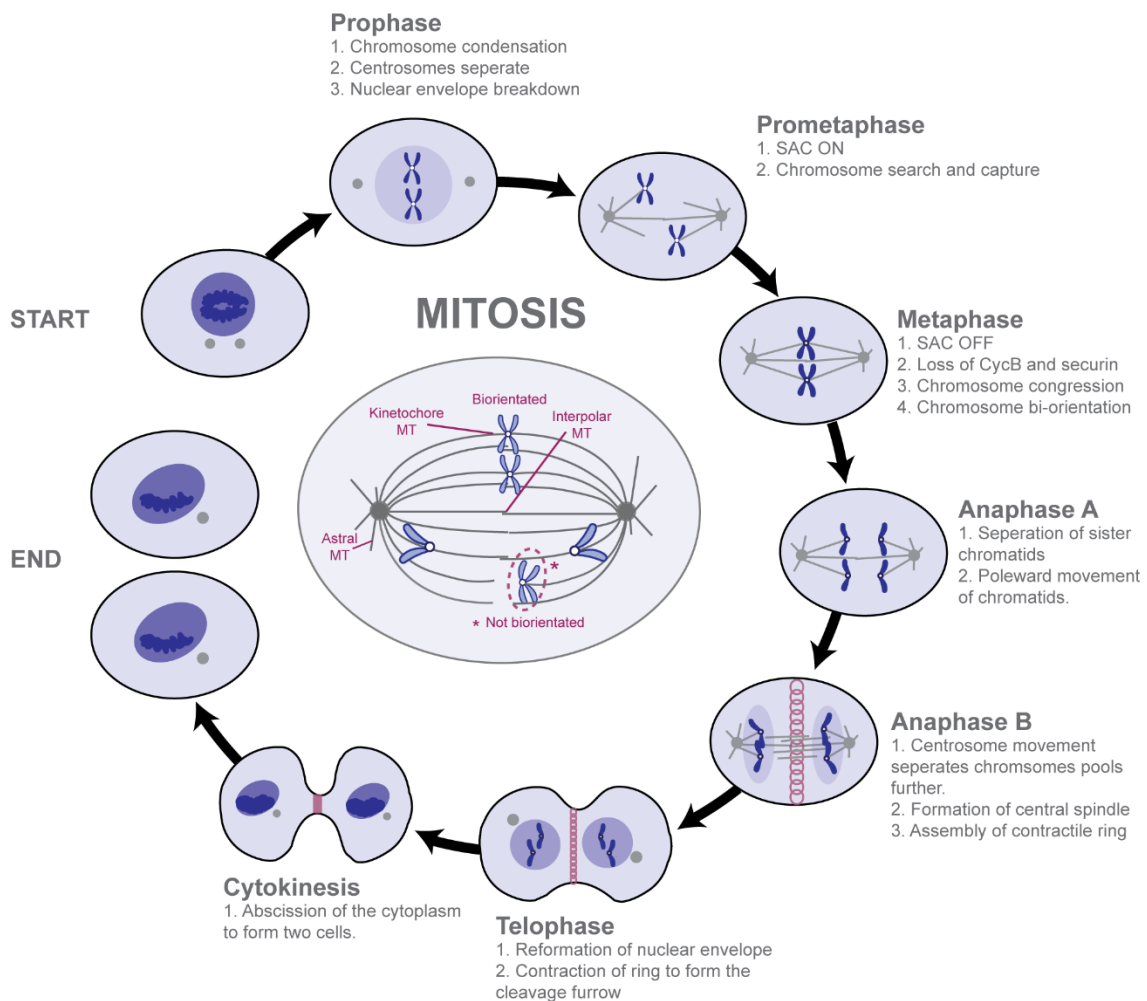 Prophase
1. Chromosome condensation
2. Centrosomes seperate
3. Nuclear envelope breakdown
Prometaphase
1. SAC ON
2. Chromosome search and capture
START
MITOSIS
Metaphase
1. SAC OFF
2. Loss of CycB and securin
3. Chromosome congression
4. Chromosome bi-orientation
Biorientated
Kinetochore
MT
Interpolar
MT
Astral
MT
*
* Not biorientated
Anaphase A
1. Seperation of sister
chromatids
2. Poleward movement
of chromatids.
END
Anaphase B
1. Centrosome movement
seperates chromsomes pools
further.
2. Formation of central spindle
3. Assembly of contractile ring
Telophase
1. Reformation of nuclear envelope
2. Contraction of ring to form the
cleavage furrow
Cytokinesis
1. Abscission of the cytoplasm
to form two cells.